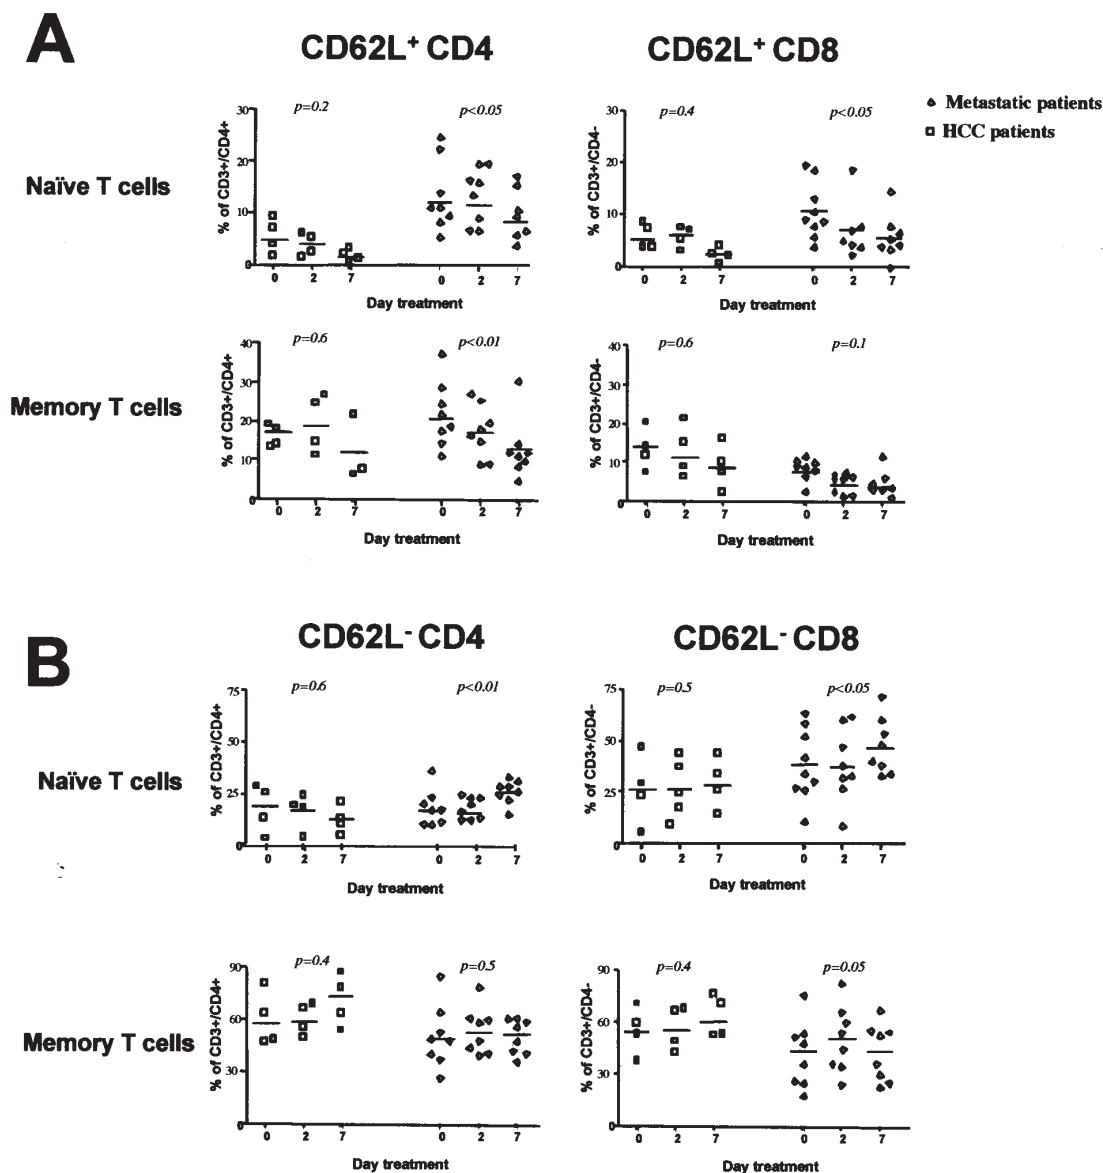 A
CD62L+ CD4
CD62L+ CD8
Metastatic patients
HCC patients
Naïve T cells
% of CD3+/CD4+
30
20
10
0
p=0.2
p<0.05
0 2 7 0 2 7
Day treatment
% of CD3+/CD4-
30
20
10
0
p=0.4
p<0.05
0 2 7 0 2 7
Day treatment
Memory T cells
% of CD3+/CD4+
40
30
20
10
0
p=0.6
p<0.01
0 2 7 0 2 7
Day treatment
% of CD3+/CD4-
40
30
20
10
0
p=0.6
p=0.1
0 2 7 0 2 7
Day treatment
B
CD62L- CD4
CD62L- CD8
Naïve T cells
% of CD3+/CD4+
75
50
25
0
p=0.6
p<0.01
0 2 7 0 2 7
Day treatment
% of CD3+/CD4-
75
50
25
0
p=0.5
p<0.05
0 2 7 0 2 7
Day treatment
Memory T cells
% of CD3+/CD4+
90
60
30
0
p=0.4
p=0.5
0 2 7 0 2 7
Day treatment
% of CD3+/CD4-
90
60
30
0
p=0.4
p=0.05
0 2 7 0 2 7
Day treatment